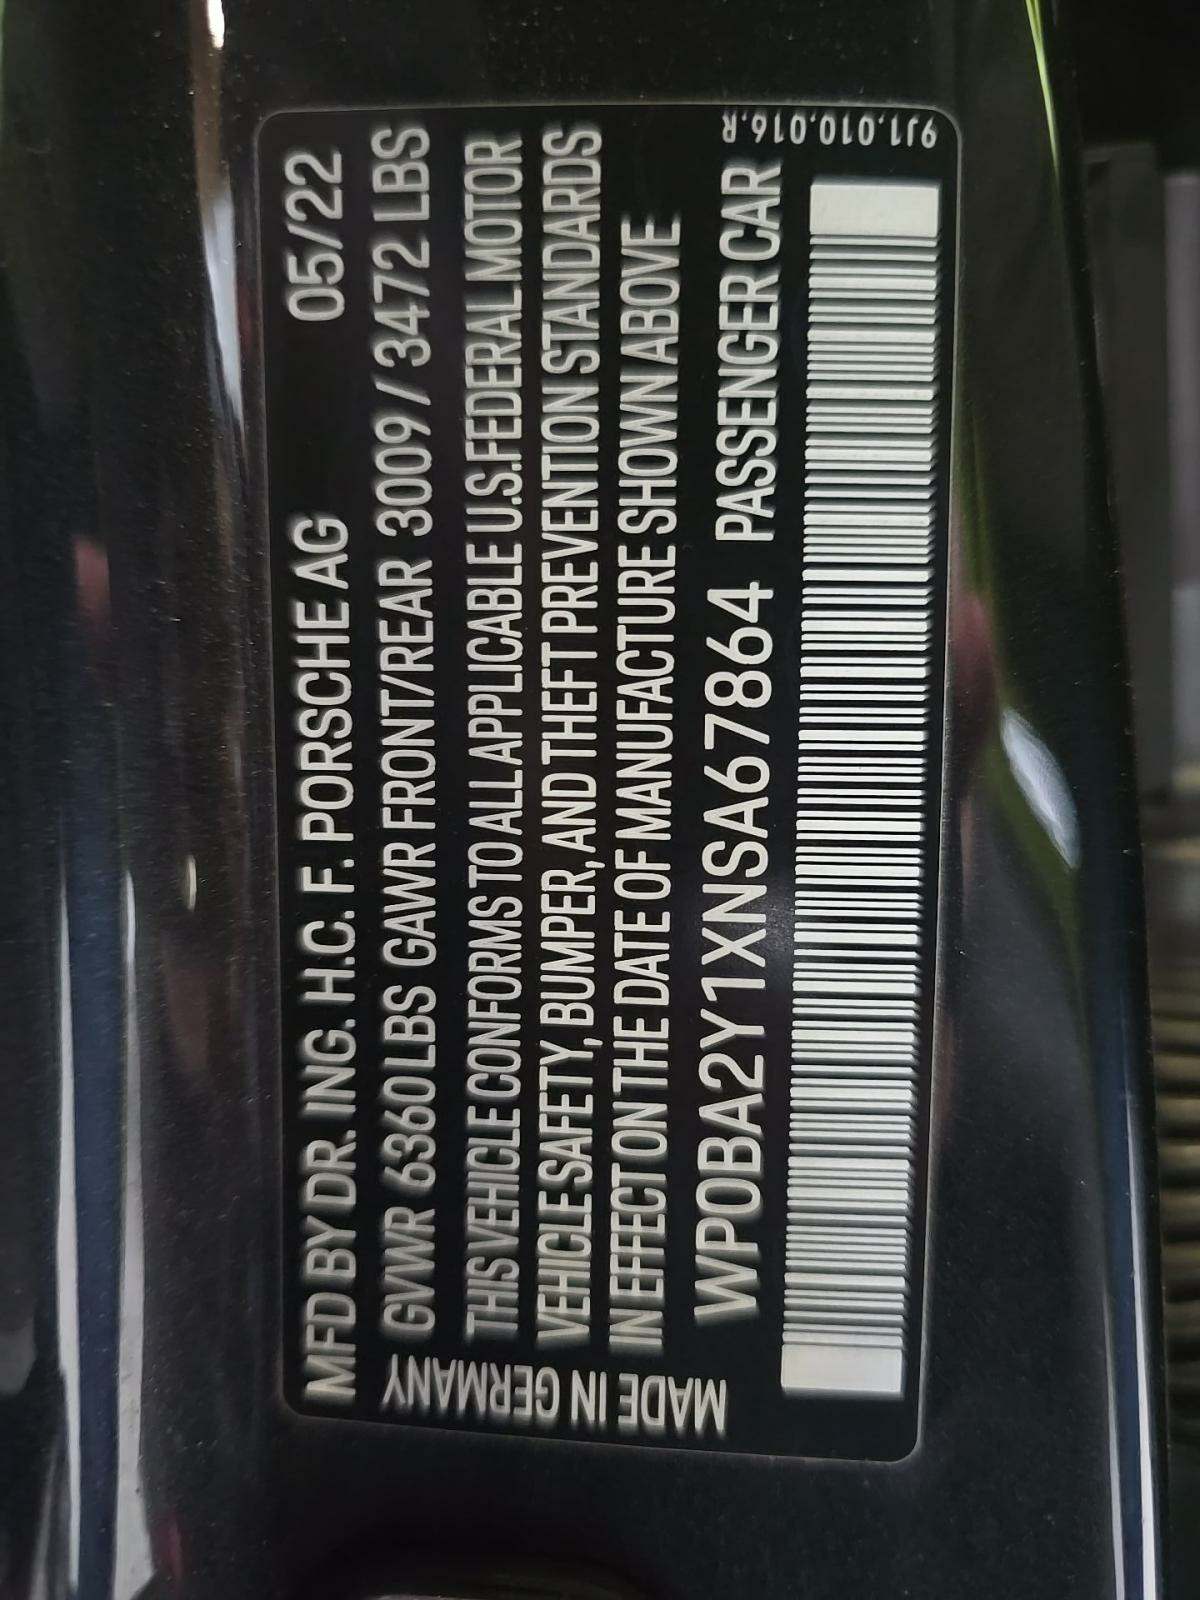 MFD BY DR. ING. H.C. F. PORSCHE AG 05/22
GVWR 6360 LBS GAWR FRONT/REAR 3009 / 3472 LBS
THIS VEHICLE CONFORMS TO ALL APPLICABLE U.S.FEDERAL MOTOR
VEHICLE SAFETY, BUMPER, AND THEFT PREVENTION STANDARDS
IN EFFECT ON THE DATE OF MANUFACTURE SHOWN ABOVE
WP0BA2Y1XNSA67864 PASSENGER CAR
MADE IN GERMANY
9J1.010.016.R